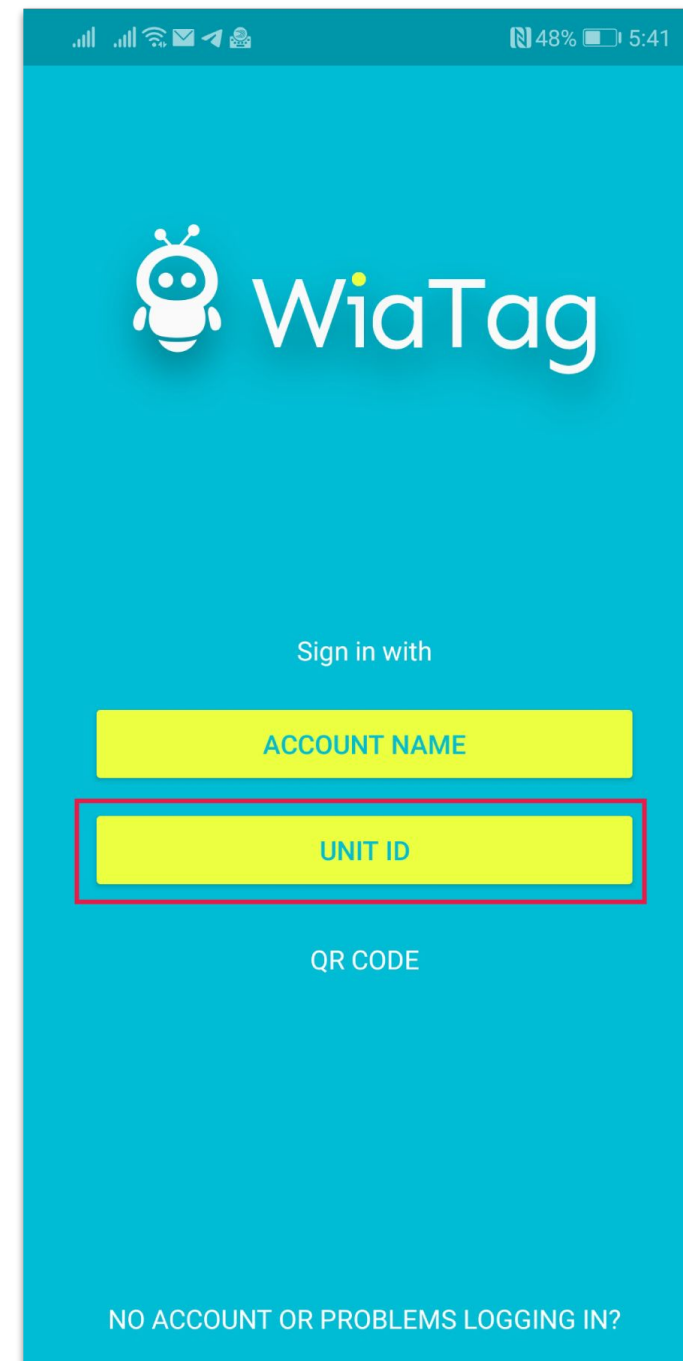 48% 5:41
WiaTag
Sign in with
ACCOUNT NAME
UNIT ID
QR CODE
NO ACCOUNT OR PROBLEMS LOGGING IN?